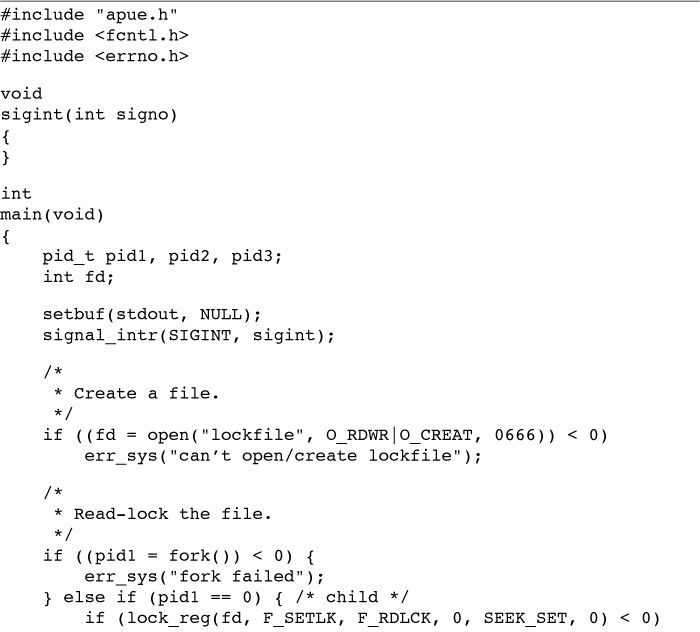 #include "apue.h"
#include <fcntl.h>
#include <errno.h>
void
sigint(int signo)
{
}
int
main(void)
{
    pid_t pid1, pid2, pid3;
    int fd;
    setbuf(stdout, NULL);
    signal_intr(SIGINT, sigint);
    /*
     * Create a file.
     */
    if ((fd = open("lockfile", O_RDWR|O_CREAT, 0666)) < 0)
        err_sys("can’t open/create lockfile");
    /*
     * Read-lock the file.
     */
    if ((pid1 = fork()) < 0) {
        err_sys("fork failed");
    } else if (pid1 == 0) { /* child */
        if (lock_reg(fd, F_SETLK, F_RDLCK, 0, SEEK_SET, 0) < 0)